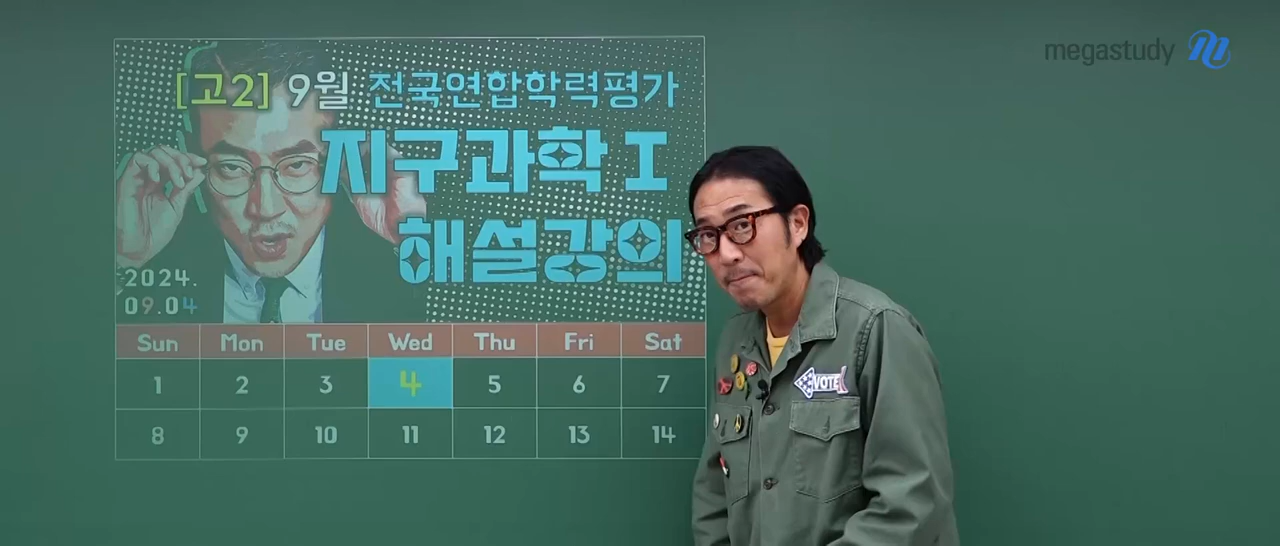 megastudy
[고2] 9월 전국연합학력평가
지구과학 I
해설강의
2024.
09.04
Sun Mon Tue Wed Thu Fri Sat
1 2 3 4 5 6 7
8 9 10 11 12 13 14
VOTE